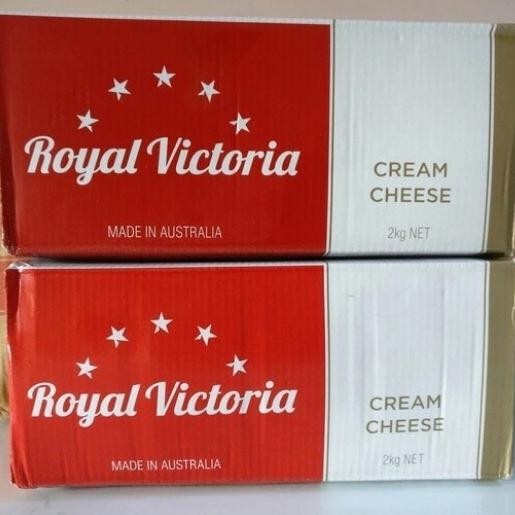 Royal Victoria
MADE IN AUSTRALIA
CREAM
CHEESE
2kg NET
Royal Victoria
MADE IN AUSTRALIA
CREAM
CHEESE
2kg NET